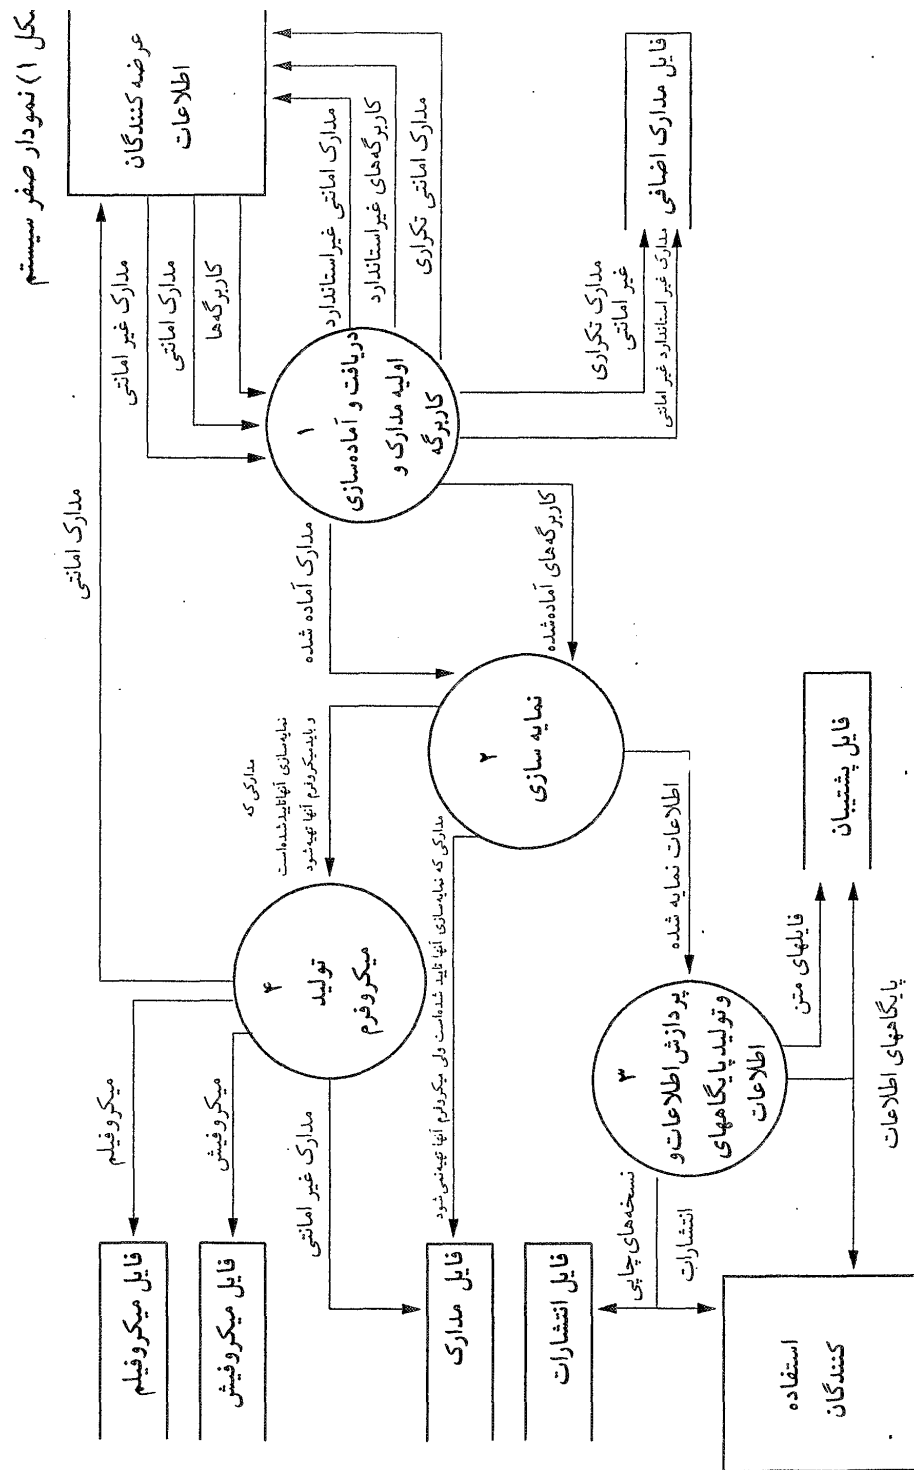 شکل ۱) نمودار صفر سیستم
عرضه کنندگان
اطلاعات
مدارک غیر امانتی
مدارک امانتی
کاربرگه‌ها
مدارک امانتی غیراستاندارد
کاربرگه‌های غیراستاندارد
مدارک امانتی تکراری
۱
دریافت و آماده‌سازی
اولیه مدارک و
کاربرگه
مدارک تکراری
غیر امانتی
مدارک غیر استاندارد غیر امانتی
فایل مدارک اضافی
مدارک امانتی
مدارک آماده شده
کاربرگه‌های آماده‌شده
۲
نمایه سازی
مدارکی که
نمایه‌سازی آنها تایید شده‌است
و باید میکروفرم آنها تهیه شود
مدارکی که نمایه‌سازی آنها تایید شده‌است ولی میکروفرم آنها تهیه نمی شود
اطلاعات نمایه شده
فایل پشتیبان
۴
تولید
میکروفرم
۳
پردازش اطلاعات و
و تولید پایگاههای
اطلاعات
فایلهای متن
پایگاههای اطلاعات
میکروفیلم
میکروفیش
مدارک غیر امانتی
نسخه‌های چاپی
انتشارات
فایل میکروفیلم
فایل میکروفیش
فایل مدارک
فایل انتشارات
استفاده
کنندگان